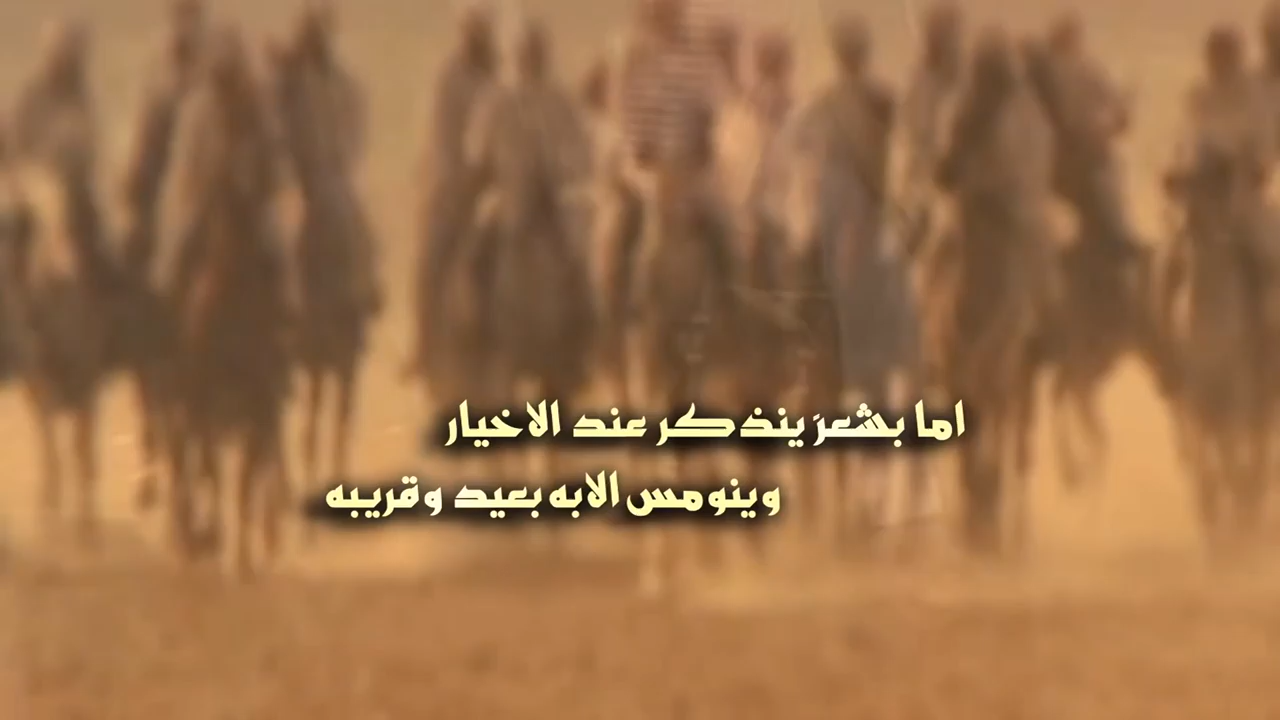 اما بشعرَ ينذكر عند الاخيار
وينومس الابه بعيد وقريبه